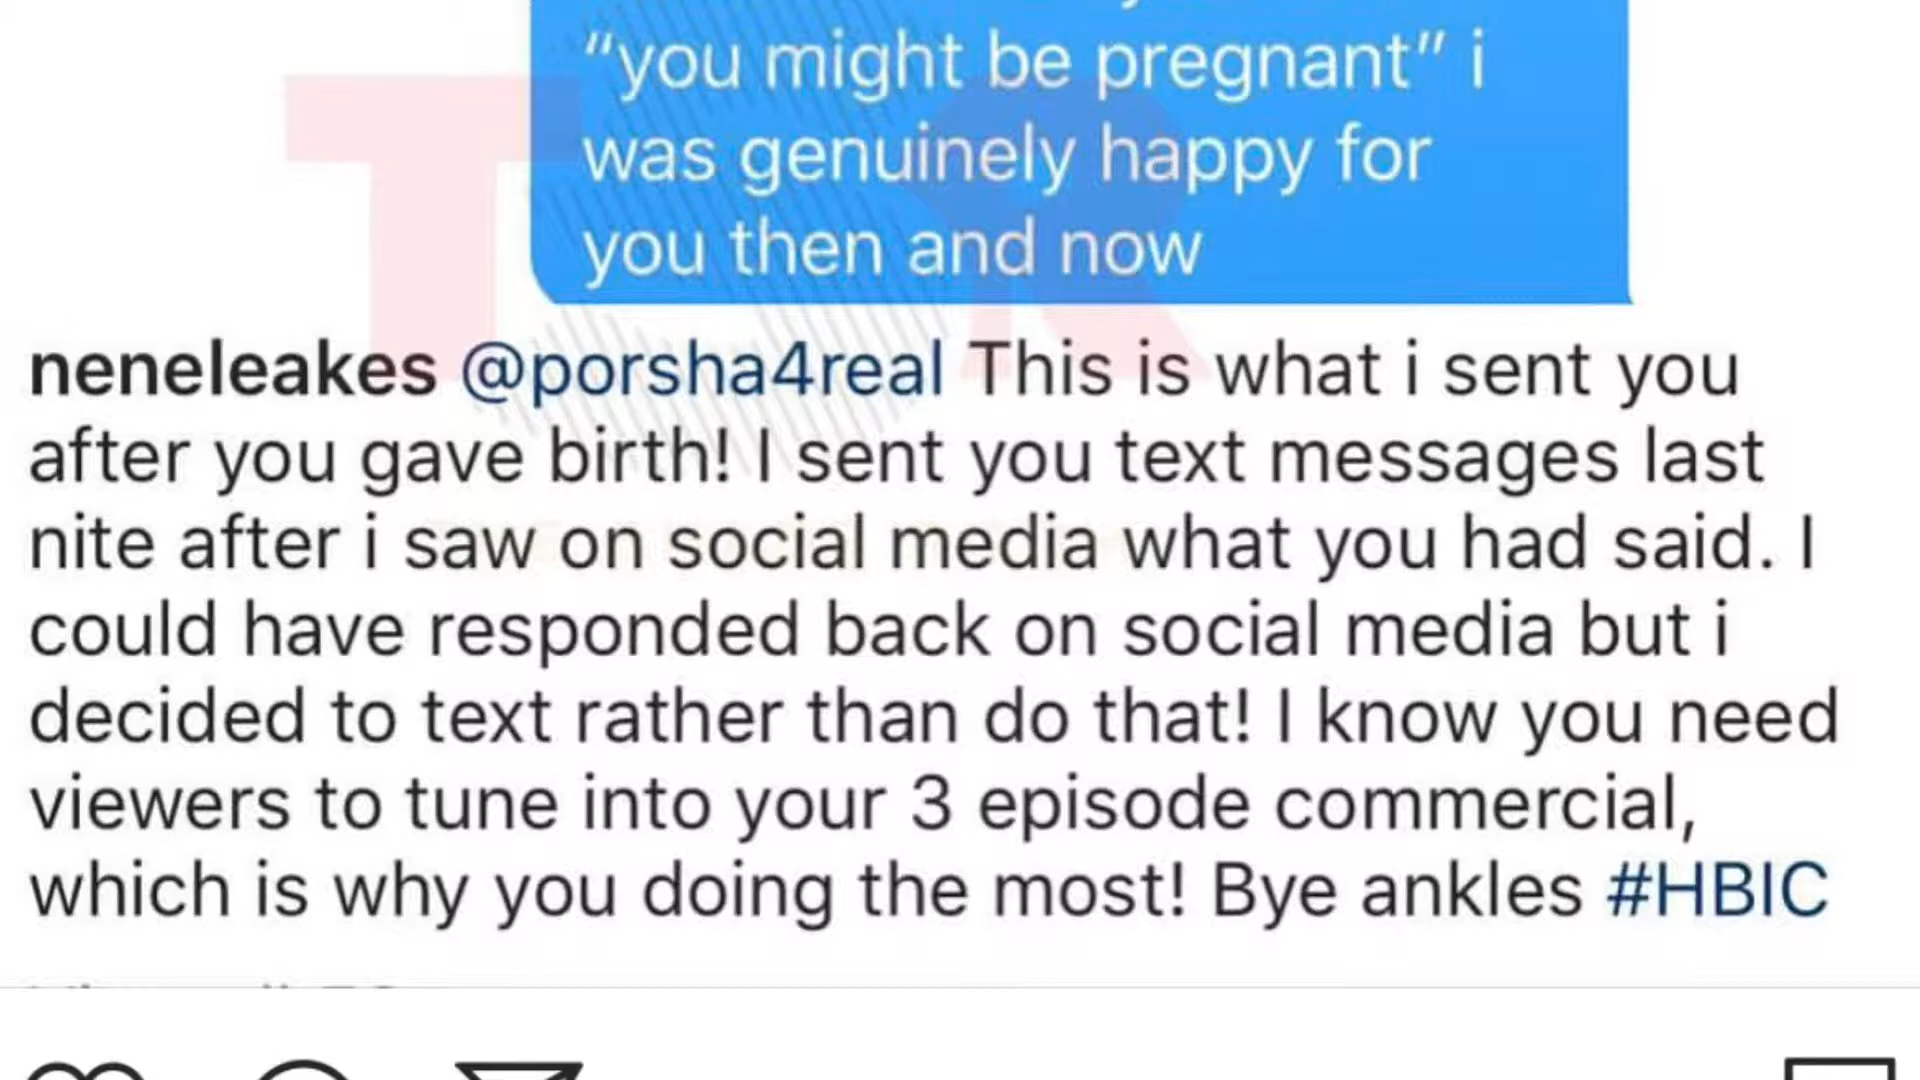 "you might be pregnant" i
was genuinely happy for
you then and now
neneleakes @porsha4real This is what i sent you
after you gave birth! I sent you text messages last
nite after i saw on social media what you had said. I
could have responded back on social media but i
decided to text rather than do that! I know you need
viewers to tune into your 3 episode commercial,
which is why you doing the most! Bye ankles #HBIC